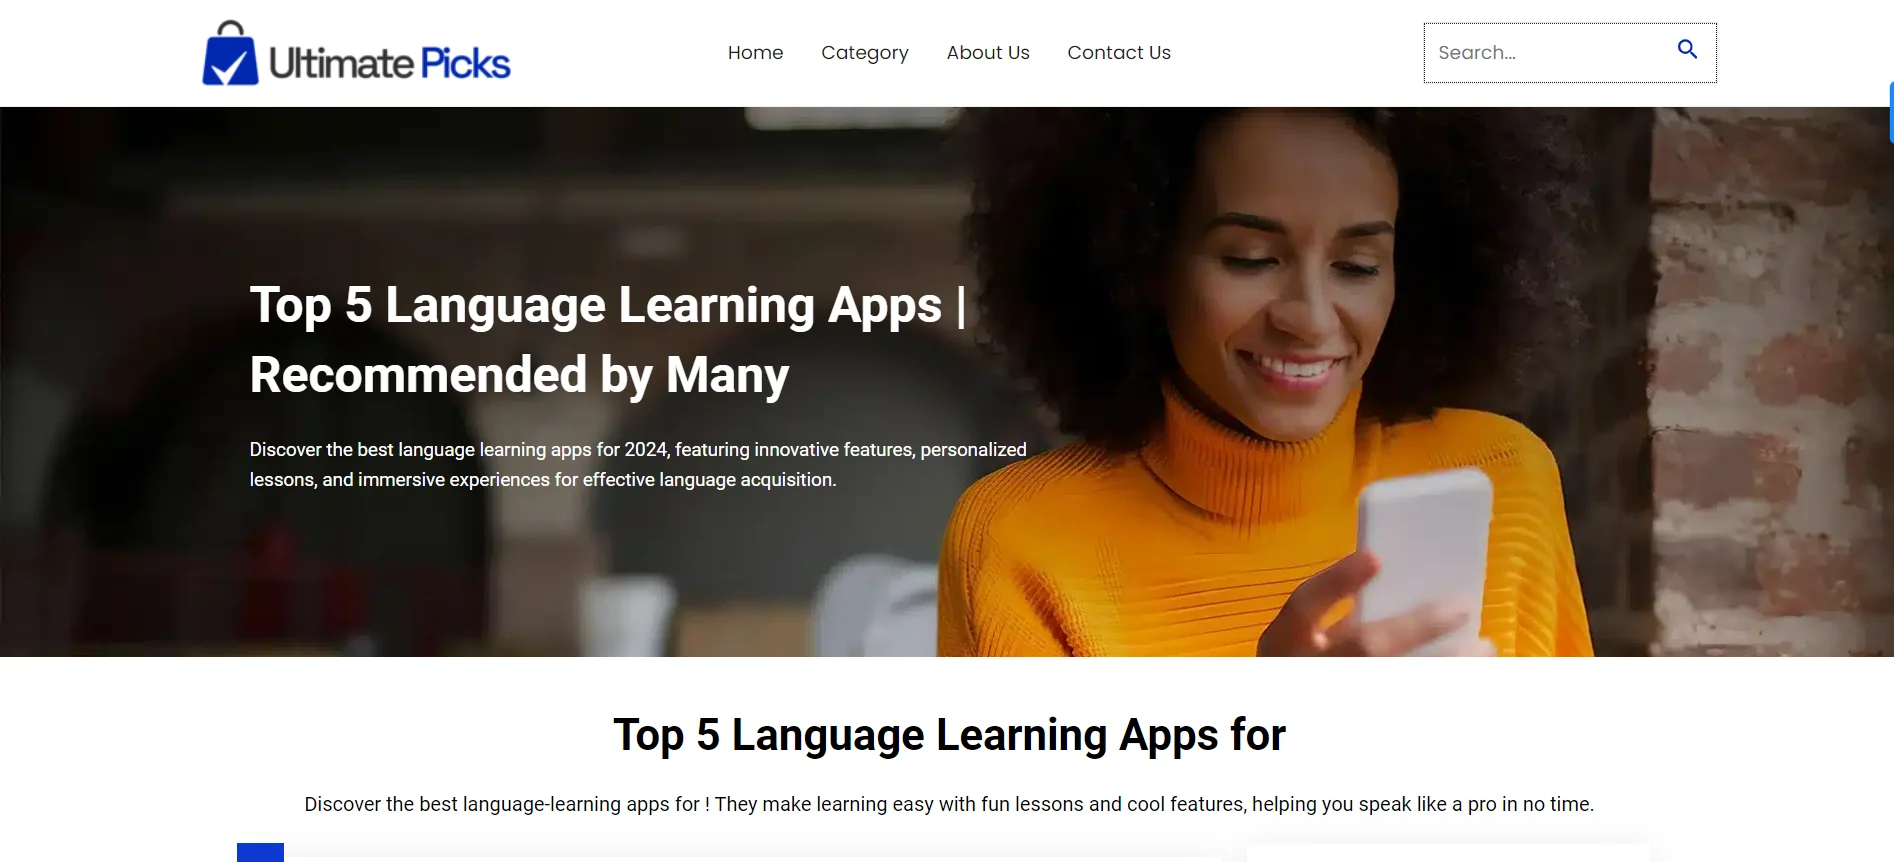 Ultimate Picks
Home
Category
About Us
Contact Us
Search...
Top 5 Language Learning Apps |
Recommended by Many
Discover the best language learning apps for 2024, featuring innovative features, personalized
lessons, and immersive experiences for effective language acquisition.
Top 5 Language Learning Apps for
Discover the best language-learning apps for ! They make learning easy with fun lessons and cool features, helping you speak like a pro in no time.